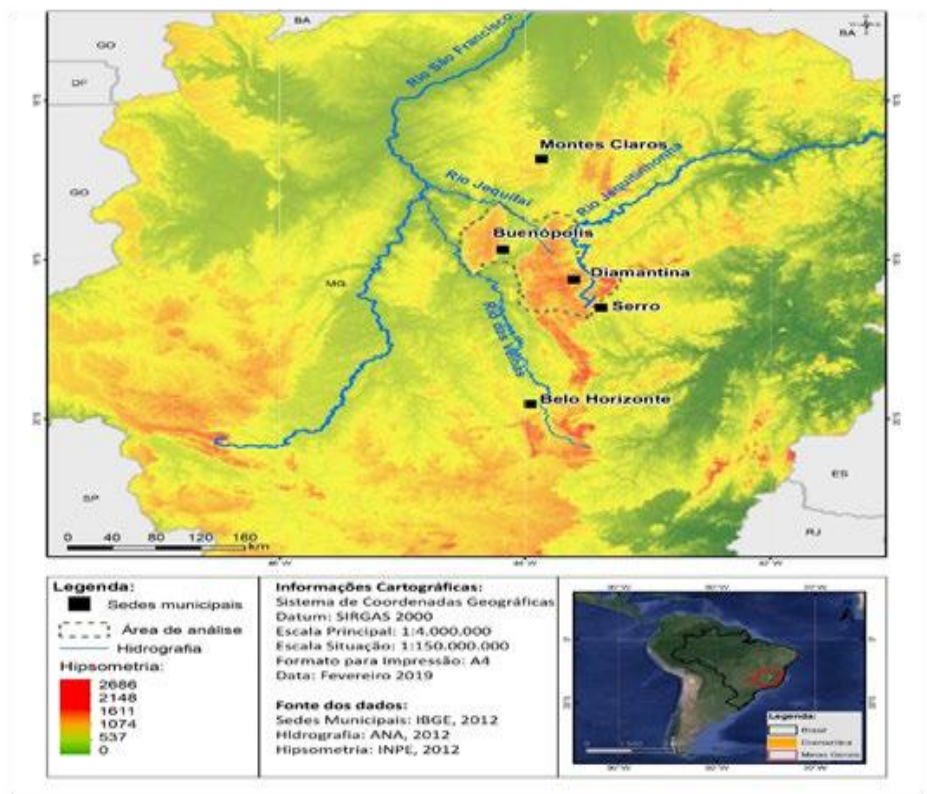 BA
GO
BA
DF
Rio São Francisco
Montes Claros
GO
Rio Jequitaí
Rio Jequitinhonha
Buenópolis
Diamantina
MG
Serro
Rio das Velhas
Belo Horizonte
ES
SP
RJ
0 40 80 120 160
km
46°W 44°W 42°W
Legenda:
Sedes municipais
Área de análise
Hidrografia
Hipsometria:
2686
2148
1611
1074
537
0
Informações Cartográficas:
Sistema de Coordenadas Geográficas
Datum: SIRGAS 2000
Escala Principal: 1:4.000.000
Escala Situação: 1:150.000.000
Formato para Impressão: A4
Data: Fevereiro 2019
Fonte dos dados:
Sedes Municipais: IBGE, 2012
Hidrografia: ANA, 2012
Hipsometria: INPE, 2012
Legenda:
Brasil
Diamantina
Minas Gerais